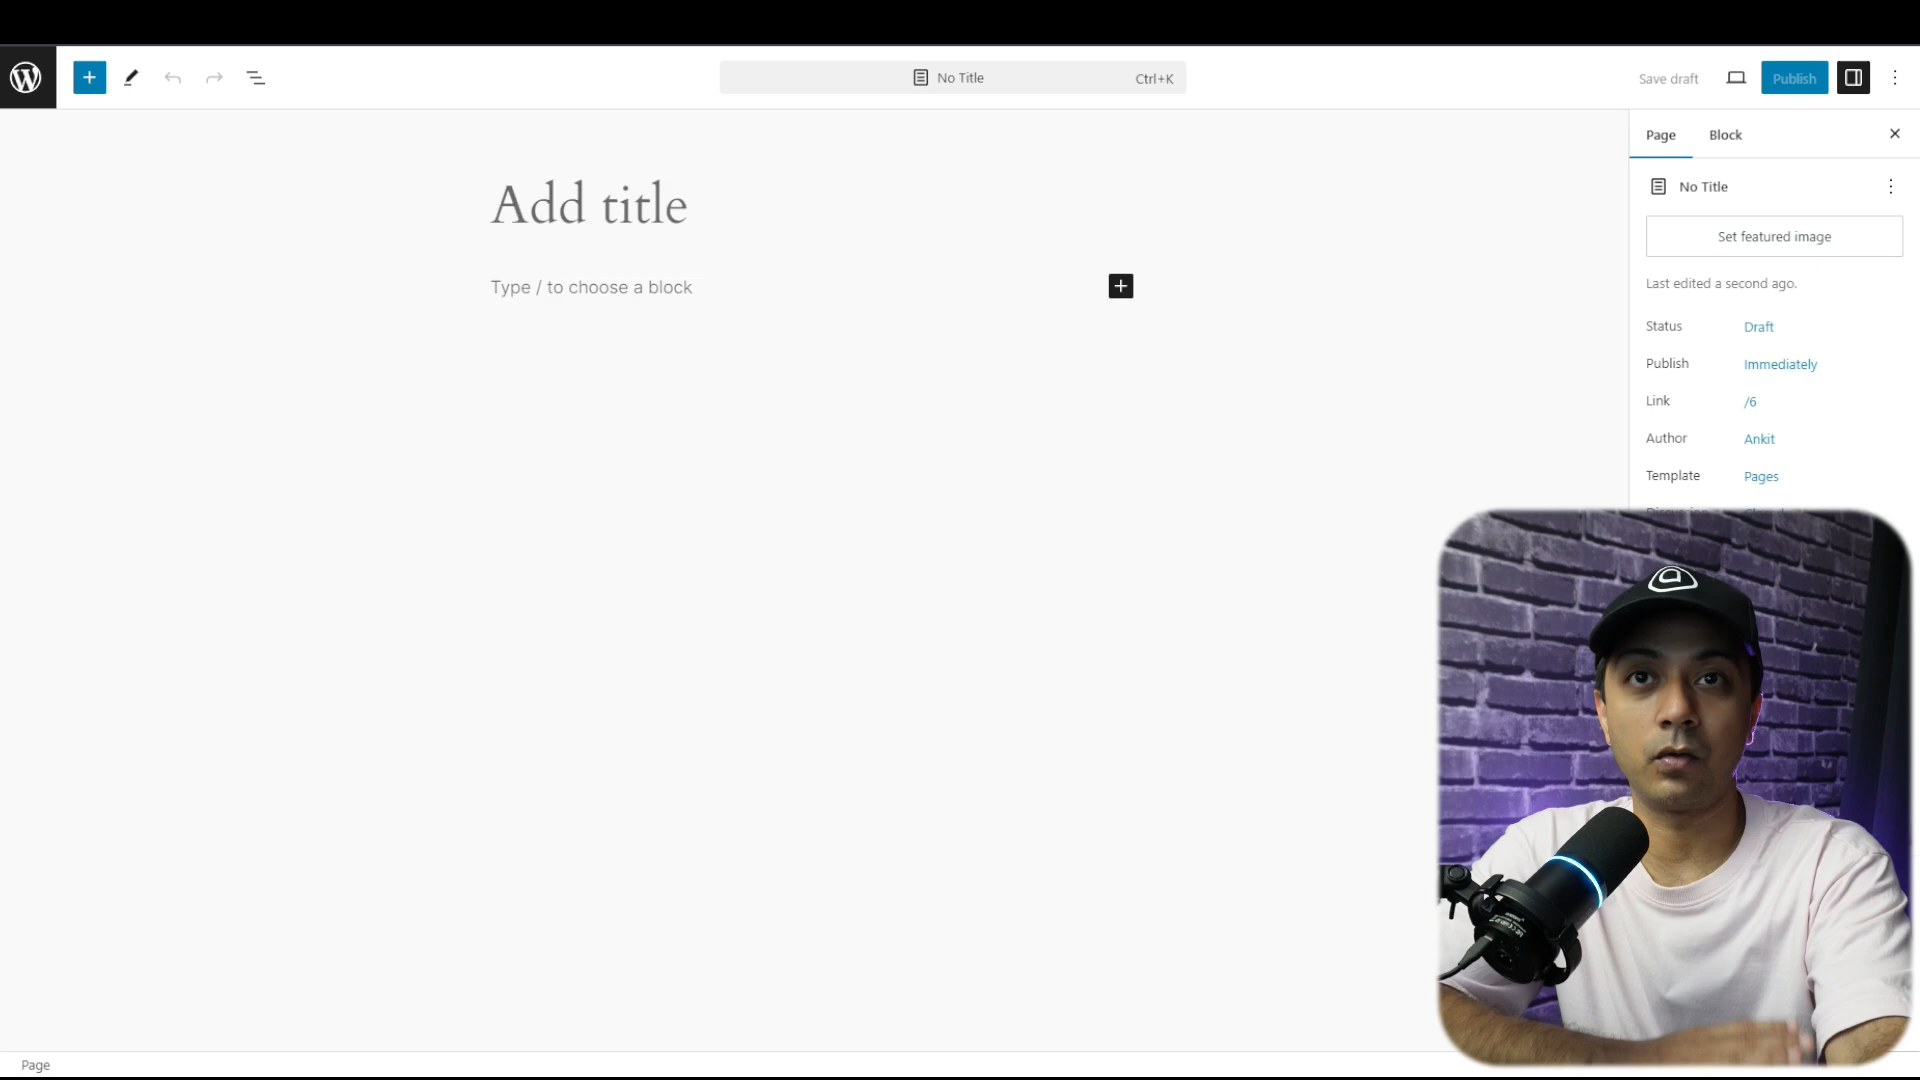 No Title
Ctrl+K
Save draft
Publish
Page
Block
Add title
No Title
Set featured image
Type / to choose a block
Last edited a second ago.
Status
Draft
Publish
Immediately
Link
/6
Author
Ankit
Template
Pages
Page